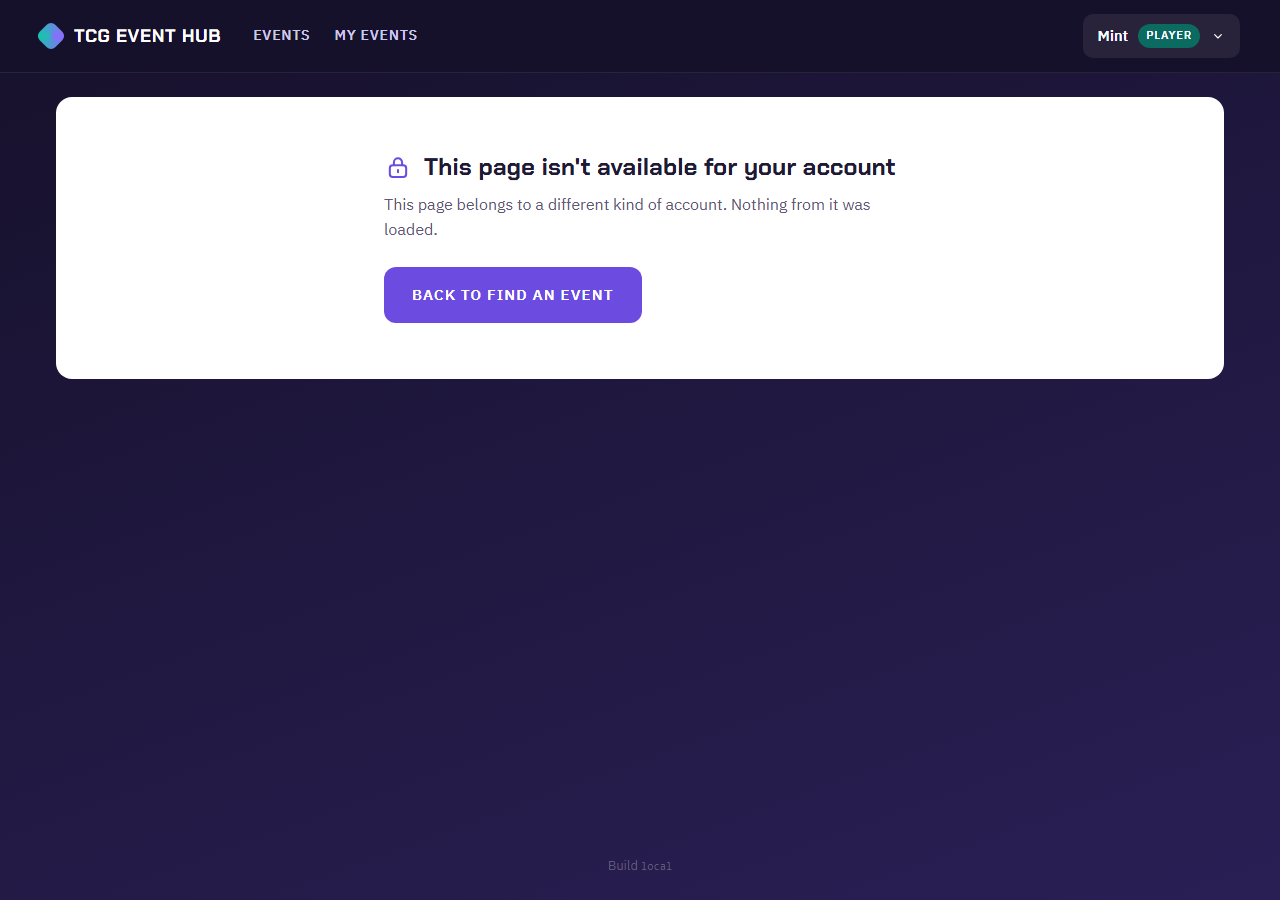 TCG EVENT HUB
EVENTS
MY EVENTS
Mint
PLAYER
This page isn't available for your account
This page belongs to a different kind of account. Nothing from it was
loaded.
BACK TO FIND AN EVENT
Build local